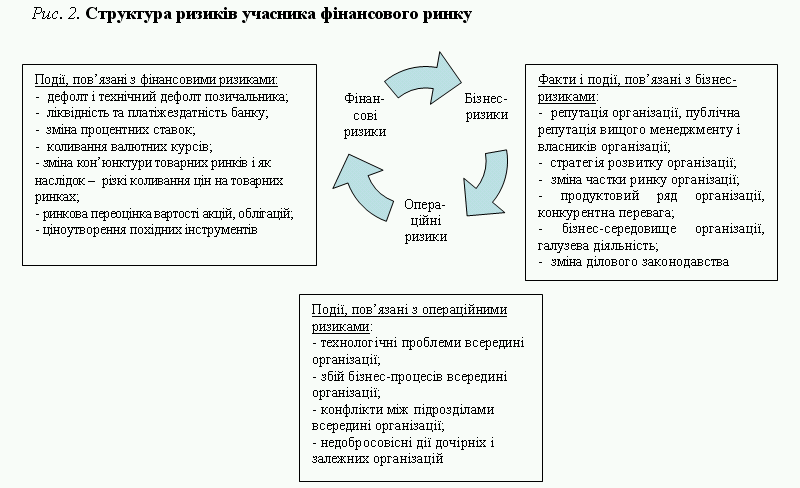 Рис. 2. Структура ризиків учасника фінансового ринку
Події, пов’язані з фінансовими ризиками:
- дефолт і технічний дефолт позичальника;
- ліквідність та платіжездатність банку;
- зміна процентних ставок;
- коливання валютних курсів;
- зміна кон’юнктури товарних ринків і як
наслідок – різкі коливання цін на товарних
ринках;
- ринкова переоцінка вартості акцій, облігацій;
- ціноутворення похідних інструментів
Фінан-
сові
ризики
Бізнес-
ризики
Опера-
ційні
ризики
Факти і події, пов’язані з бізнес-
ризиками:
- репутація організації, публічна
репутація вищого менеджменту і
власників організації;
- стратегія розвитку організації;
- зміна частки ринку організації;
- продуктовий ряд організації,
конкурентна перевага;
- бізнес-середовище організації,
галузева діяльність;
- зміна ділового законодавства
Події, пов’язані з операційними
ризиками:
- технологічні проблеми всередині
організації;
- збій бізнес-процесів всередині
організації;
- конфлікти між підрозділами
всередині організації;
- недобросовісні дії дочірніх і
залежних організацій